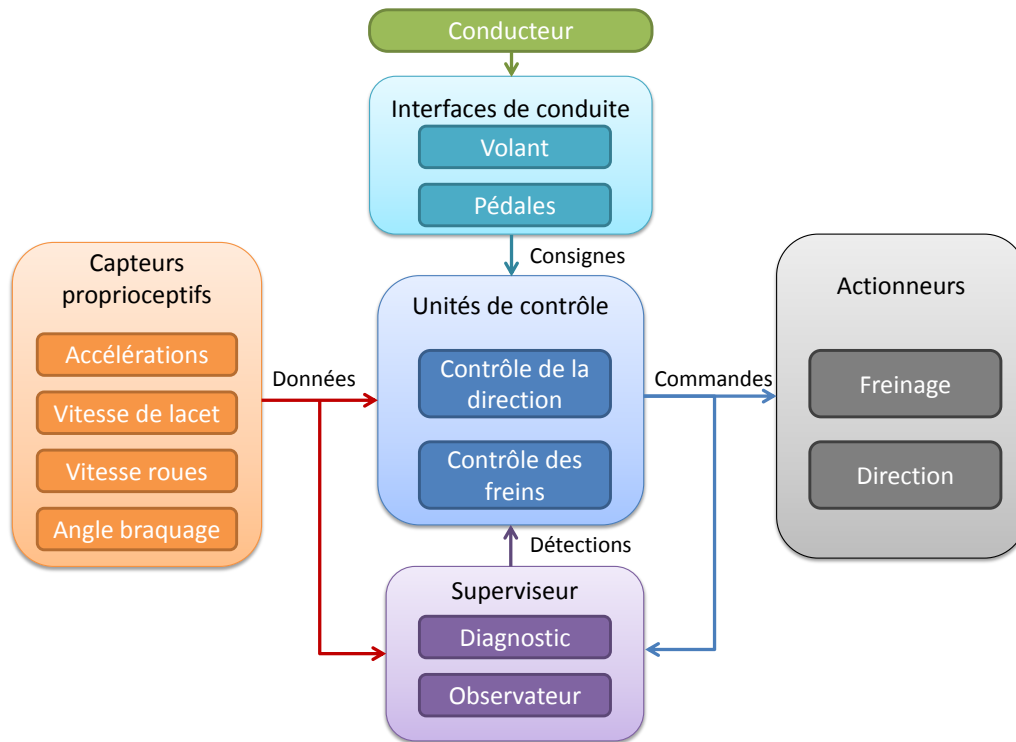 Conducteur
Interfaces de conduite
Volant
Pédales
Consignes
Capteurs
proprioceptifs
Accélérations
Vitesse de lacet
Vitesse roues
Angle braquage
Données
Unités de contrôle
Contrôle de la
direction
Contrôle des
freins
Commandes
Actionneurs
Freinage
Direction
Détections
Superviseur
Diagnostic
Observateur